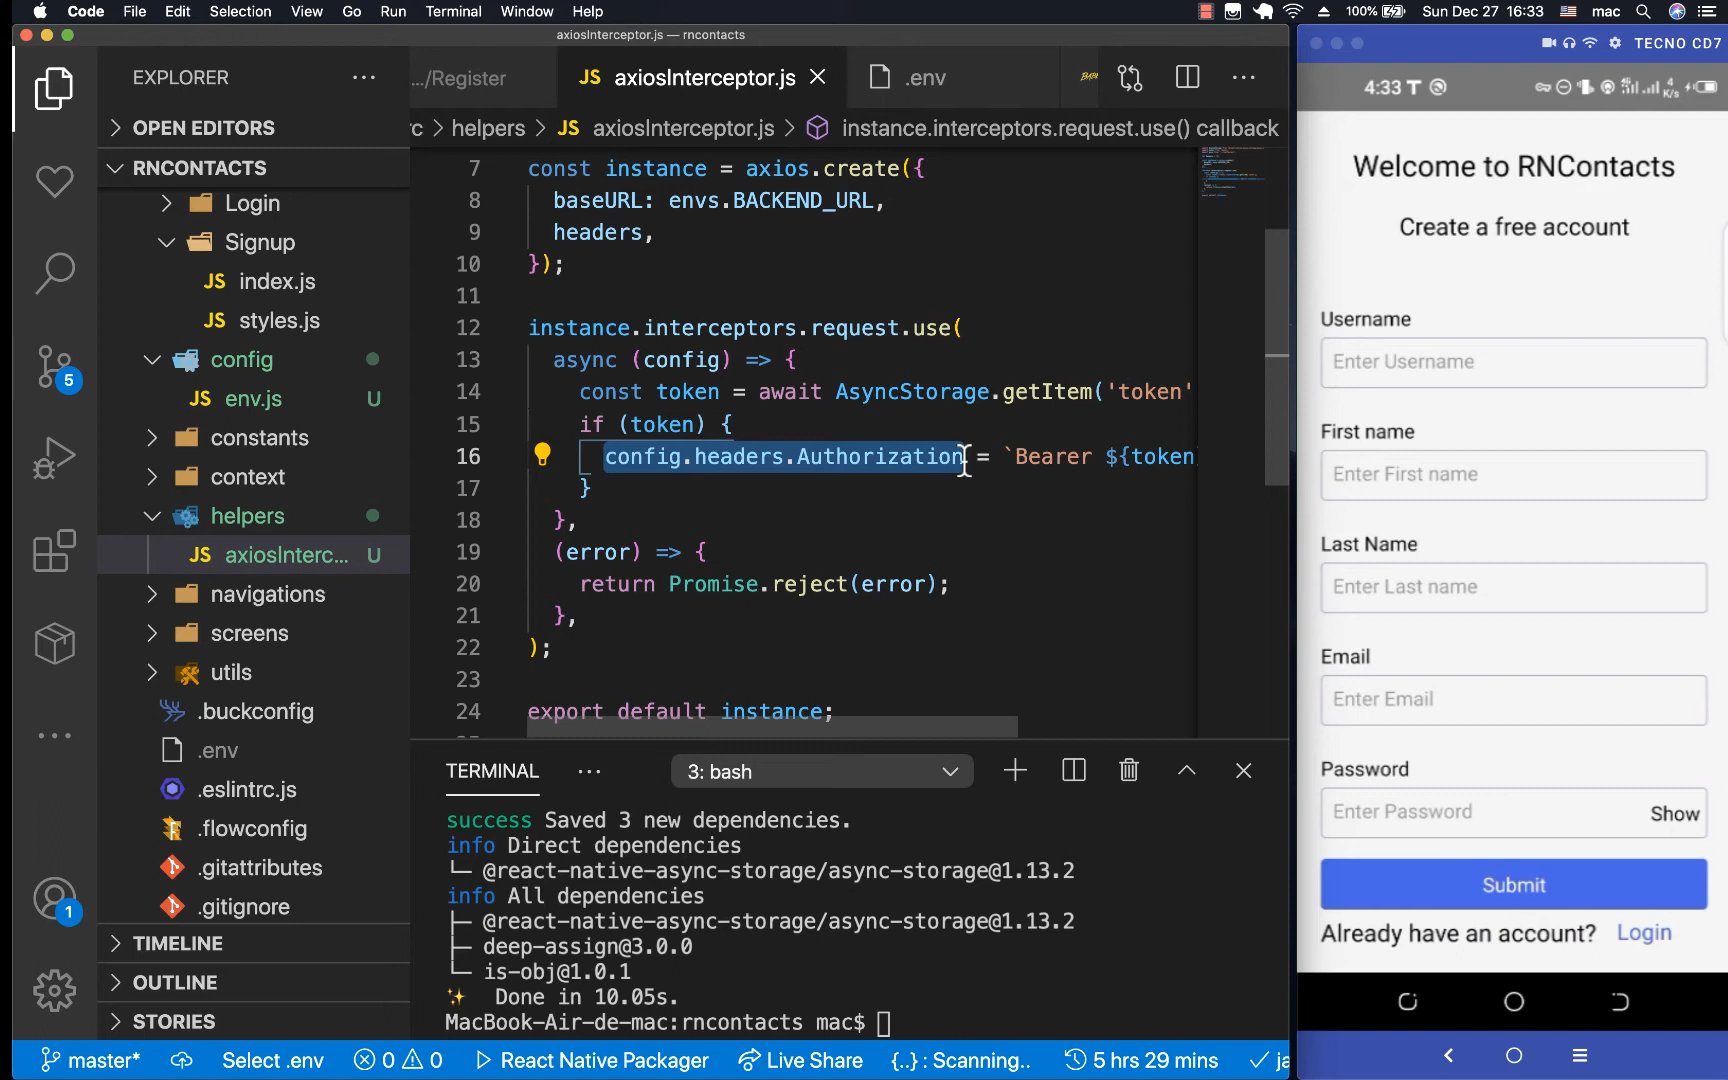 Code File Edit Selection View Go Run Terminal Window Help 100% Sun Dec 27 16:33 mac
axiosInterceptor.js — rncontacts
TECNO CD7
EXPLORER
.../Register
JS axiosInterceptor.js
.env
4:33
OPEN EDITORS
helpers > JS axiosInterceptor.js > instance.interceptors.request.use() callback
RNCONTACTS
Login
Signup
JS index.js
JS styles.js
config
JS env.js U
constants
context
helpers
JS axiosInterc... U
navigations
screens
utils
.buckconfig
.env
.eslintrc.js
.flowconfig
.gitattributes
.gitignore
TIMELINE
OUTLINE
STORIES
5
1
7 const instance = axios.create({
8 baseURL: envs.BACKEND_URL,
9 headers,
10 });
11
12 instance.interceptors.request.use(
13 async (config) => {
14 const token = await AsyncStorage.getItem('token'
15 if (token) {
16 config.headers.Authorization = `Bearer ${token
17 }
18 },
19 (error) => {
20 return Promise.reject(error);
21 },
22 );
23
24 export default instance;
TERMINAL
3: bash
success Saved 3 new dependencies.
info Direct dependencies
└─ @react-native-async-storage/async-storage@1.13.2
info All dependencies
├─ @react-native-async-storage/async-storage@1.13.2
├─ deep-assign@3.0.0
└─ is-obj@1.0.1
✨ Done in 10.05s.
MacBook-Air-de-mac:rncontacts mac$
master* Select .env 0 0 React Native Packager Live Share {..} : Scanning.. 5 hrs 29 mins
Welcome to RNContacts
Create a free account
Username
Enter Username
First name
Enter First name
Last Name
Enter Last name
Email
Enter Email
Password
Enter Password Show
Submit
Already have an account? Login